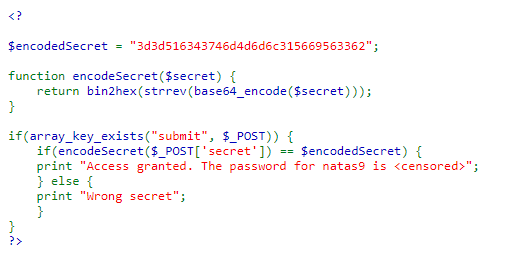 <?
$encodedSecret = "3d3d516343746d4d6d6c315669563362";
function encodeSecret($secret) {
    return bin2hex(strrev(base64_encode($secret)));
}
if(array_key_exists("submit", $_POST)) {
    if(encodeSecret($_POST['secret']) == $encodedSecret) {
    print "Access granted. The password for natas9 is <censored>";
    } else {
    print "Wrong secret";
    }
}
?>